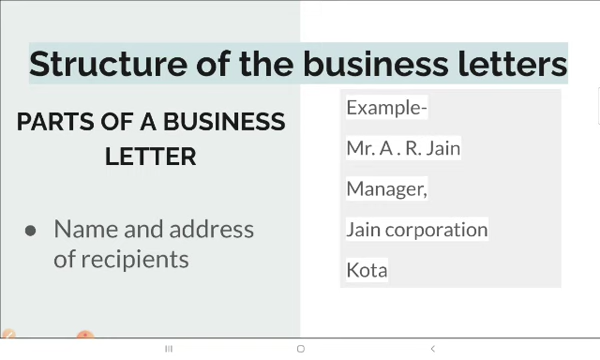 Structure of the business letters
PARTS OF A BUSINESS
LETTER
● Name and address
of recipients
Example-
Mr. A . R. Jain
Manager,
Jain corporation
Kota